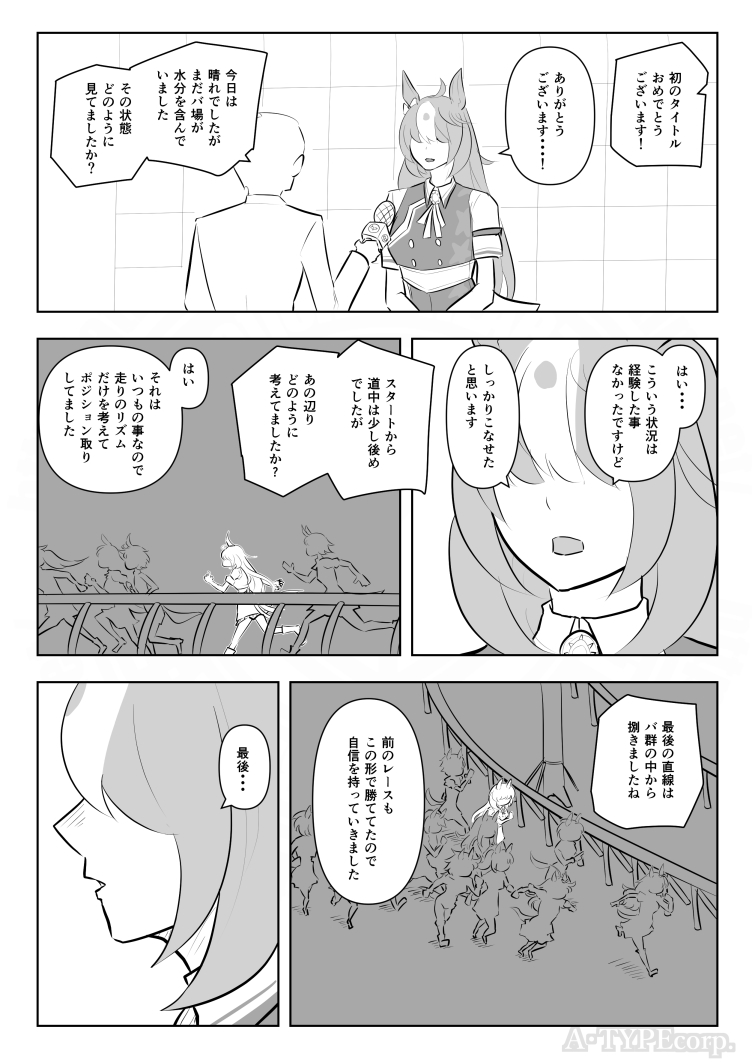 初のタイトル
おめでとう
ございます!
ありがとう
ございます・・・!
今日は
晴れでしたが
まだバ場が
水分を含んで
いました
その状態
どのように
見てましたか?
はい・・・
こういう状況は
経験した事
なかったですけど
しっかりこなせた
と思います
スタートから
道中は少し後め
でしたが
あの辺り
どのように
考えてましたか?
はい
それは
いつもの事なので
走りのリズム
だけを考えて
ポジション取り
してました
最後の直線は
バ群の中から
捌きましたね
前のレースも
この形で勝ててたので
自信を持っていきました
最後・・・
A-TYPEcorp.